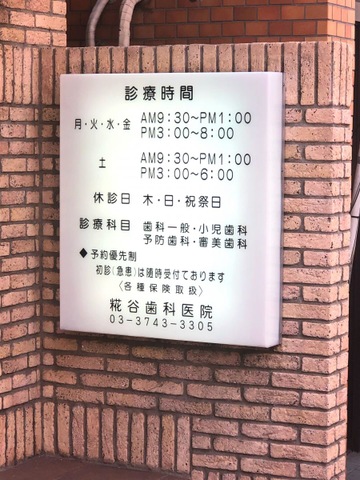 診療時間
月・火・水・金 AM9:30~PM1:00
PM3:00~8:00
土 AM9:30~PM1:00
PM3:00~6:00
休診日 木・日・祝祭日
診療科目 歯科一般・小児歯科
予防歯科・審美歯科
◆予約優先制
初診(急患)は随時受付ております
〈各種保険取扱〉
糀谷歯科医院
03-3743-3305